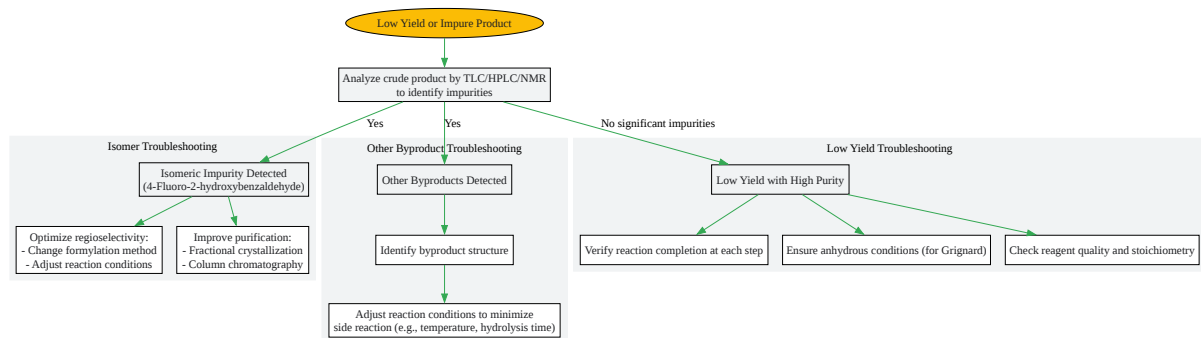 Low Yield or Impure Product
Analyze crude product by TLC/HPLC/NMR
to identify impurities
Yes
Yes
No significant impurities
Isomer Troubleshooting
Isomeric Impurity Detected
(4-Fluoro-2-hydroxybenzaldehyde)
Optimize regioselectivity:
- Change formylation method
- Adjust reaction conditions
Improve purification:
- Fractional crystallization
- Column chromatography
Other Byproduct Troubleshooting
Other Byproducts Detected
Identify byproduct structure
Adjust reaction conditions to minimize
side reaction (e.g., temperature, hydrolysis time)
Low Yield Troubleshooting
Low Yield with High Purity
Verify reaction completion at each step
Ensure anhydrous conditions (for Grignard)
Check reagent quality and stoichiometry